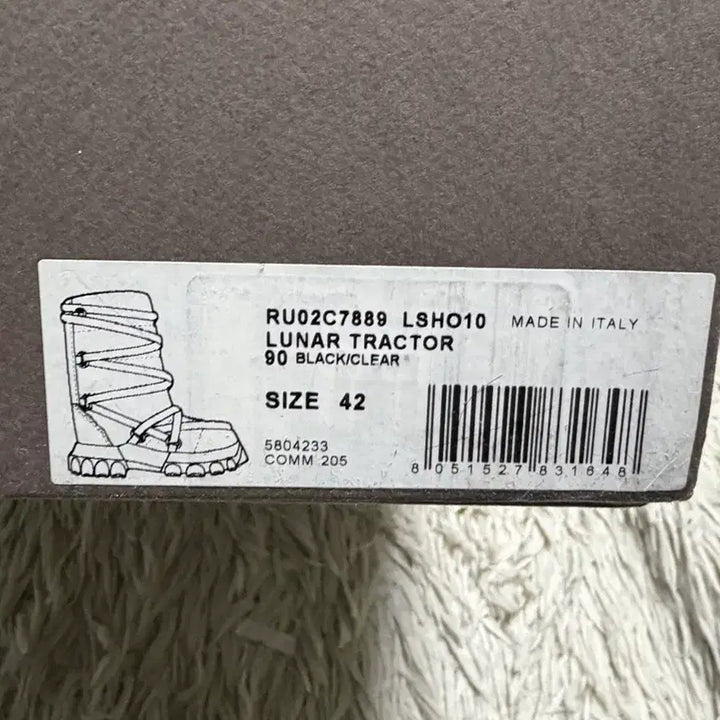 RU02C7889 LSHO10 MADE IN ITALY
LUNAR TRACTOR
90 BLACK/CLEAR
SIZE 42
5804233
COMM 205
8 051527 831648